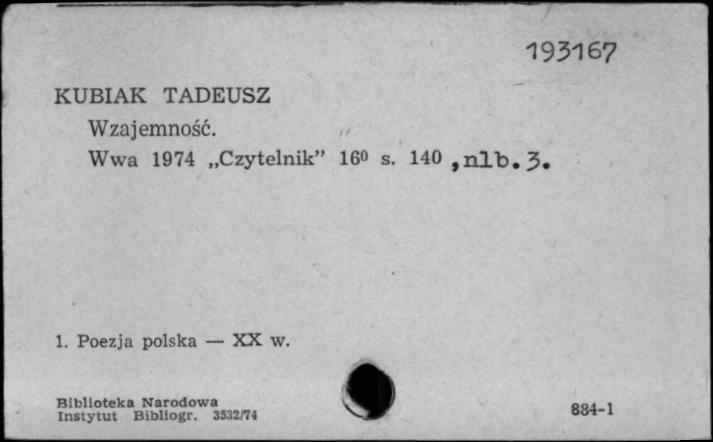 193167
KUBIAK TADEUSZ
Wzajemność.
Wwa 1974 „Czytelnik” 16⁰ s. 140 , nlb. 3.
1. Poezja polska — XX w.
Biblioteka Narodowa
Instytut Bibliogr. 3532/74
884-1